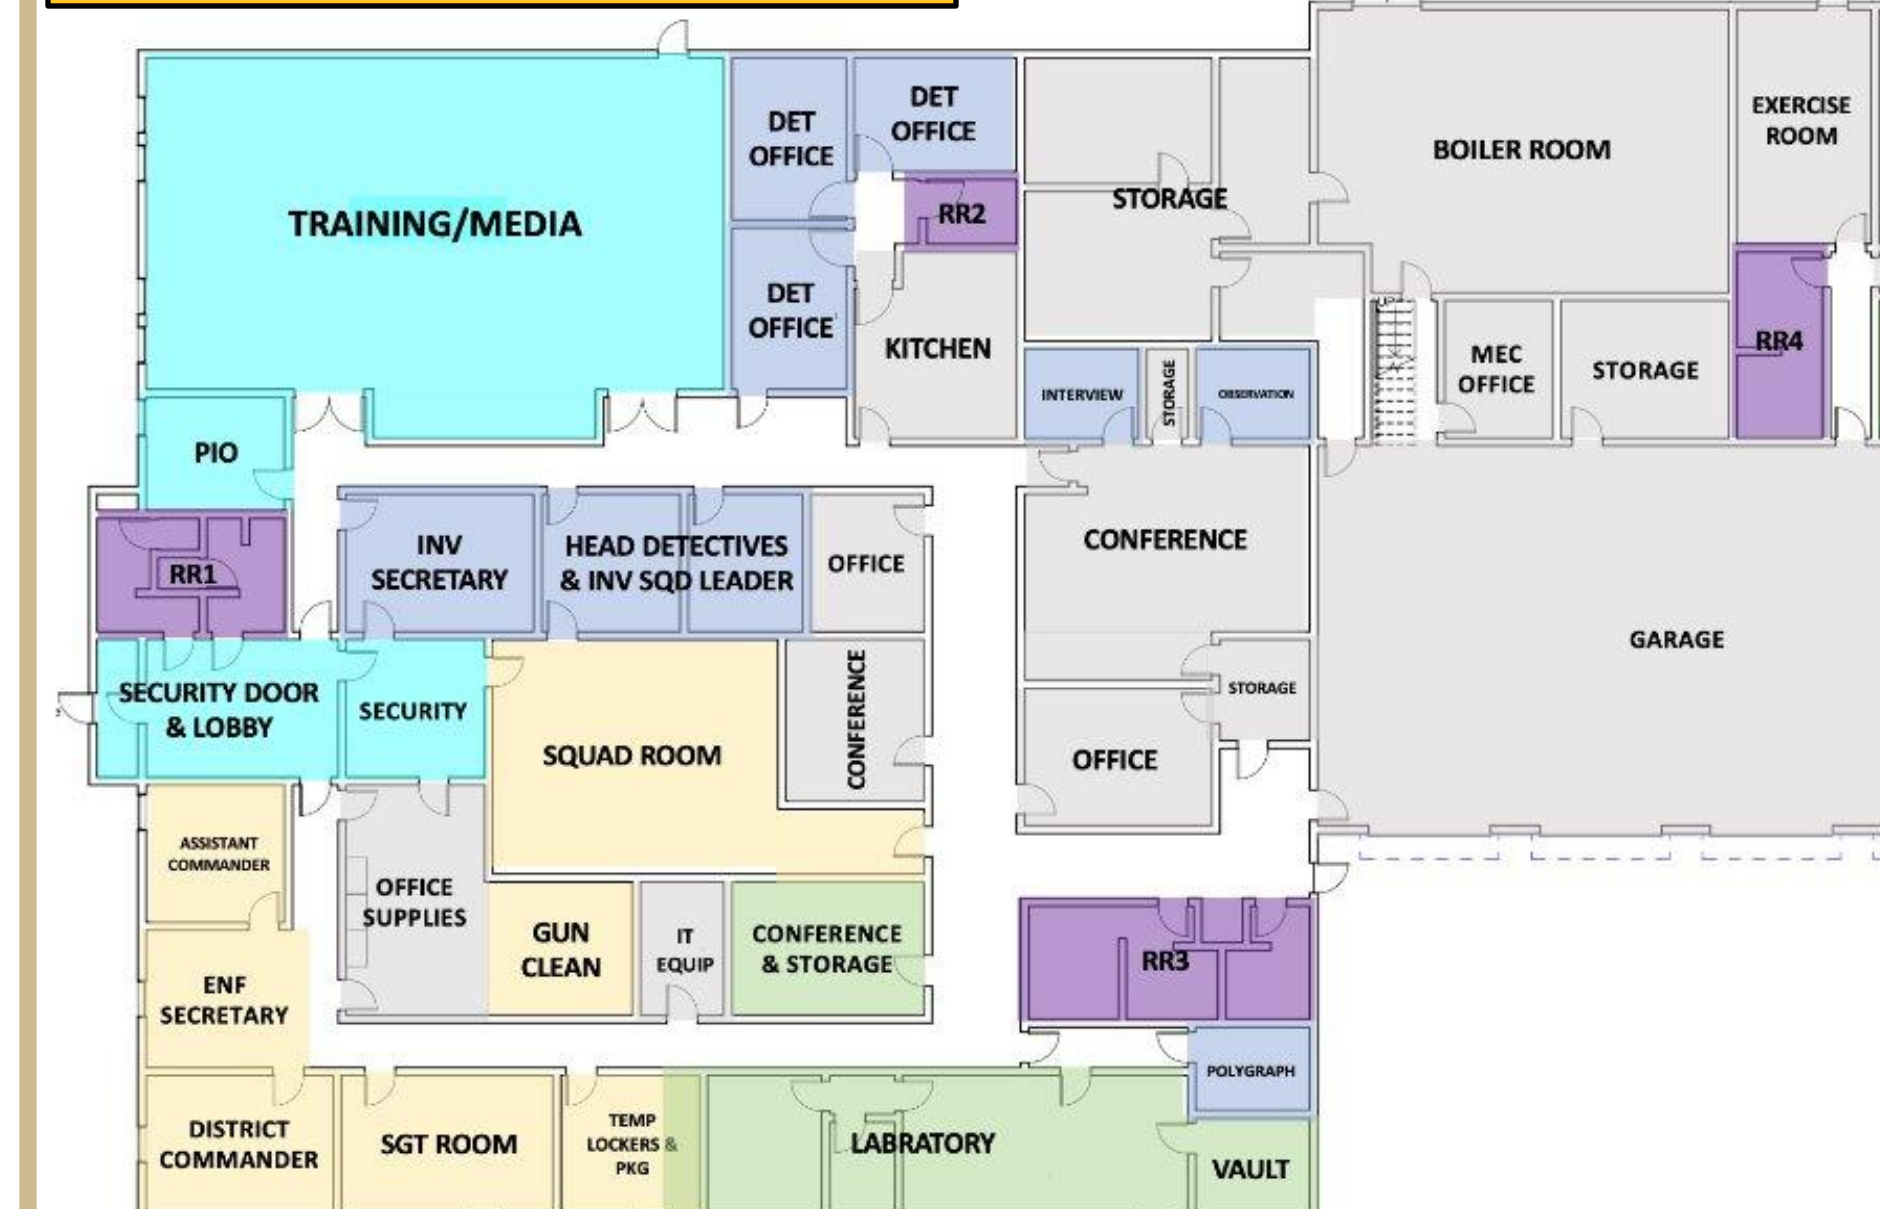 TRAINING/MEDIA
DET
OFFICE
DET
OFFICE
RR2
DET
OFFICE
KITCHEN
STORAGE
BOILER ROOM
EXERCISE
ROOM
RR4
UP
MEC
OFFICE
STORAGE
INTERVIEW
STORAGE
OBSERVATION
PIO
RR1
INV
SECRETARY
HEAD DETECTIVES
& INV SQD LEADER
OFFICE
CONFERENCE
GARAGE
SECURITY DOOR
& LOBBY
SECURITY
SQUAD ROOM
CONFERENCE
STORAGE
OFFICE
ASSISTANT
COMMANDER
OFFICE
SUPPLIES
GUN
CLEAN
IT
EQUIP
CONFERENCE
& STORAGE
RR3
ENF
SECRETARY
POLYGRAPH
DISTRICT
COMMANDER
SGT ROOM
TEMP
LOCKERS &
PKG
LABRATORY
VAULT